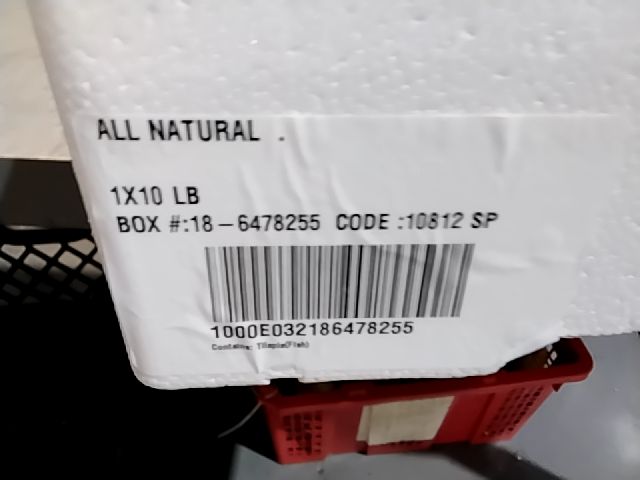 ALL NATURAL .
1X10 LB
BOX #:18-6478255 CODE :10812 SP
1000E032186478255
Contains: Tilapia(Fish)